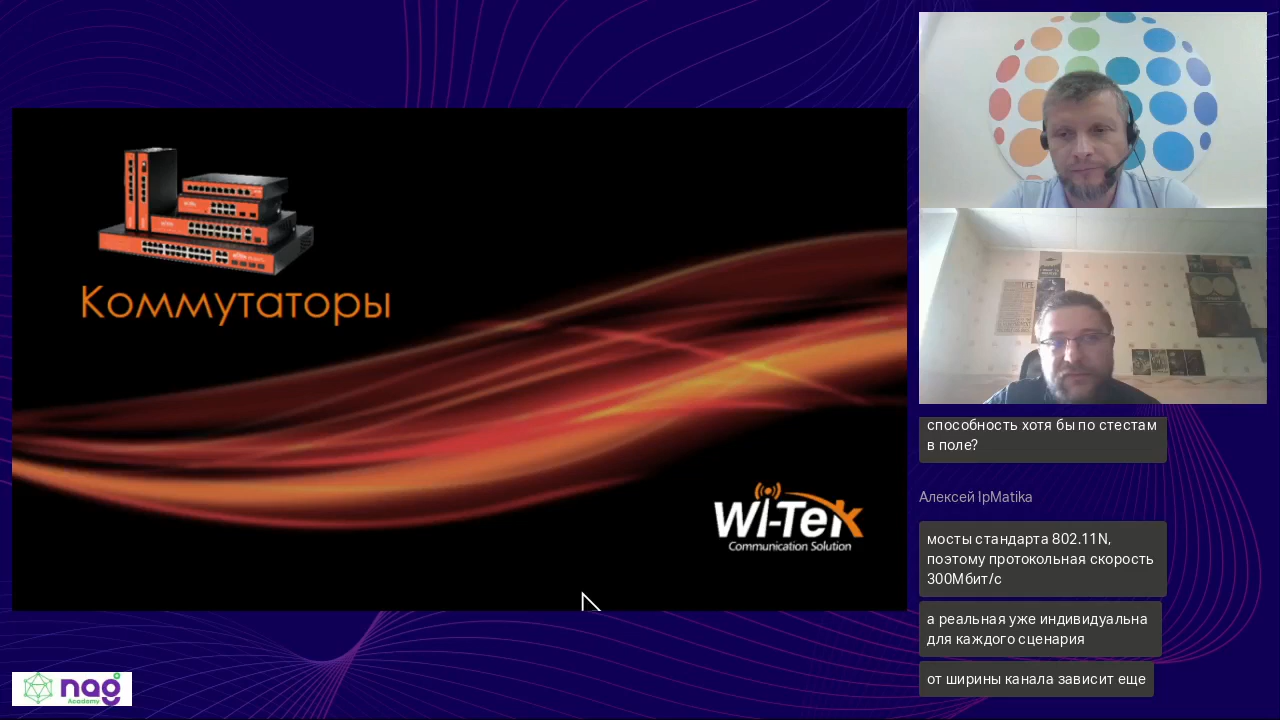 Коммутаторы
Wi-Tek
Communication Solution
nag
Academy
способность хотя бы по стестам
в поле?
Алексей IpMatika
мосты стандарта 802.11N,
поэтому протокольная скорость
300Мбит/с
а реальная уже индивидуальна
для каждого сценария
от ширины канала зависит еще